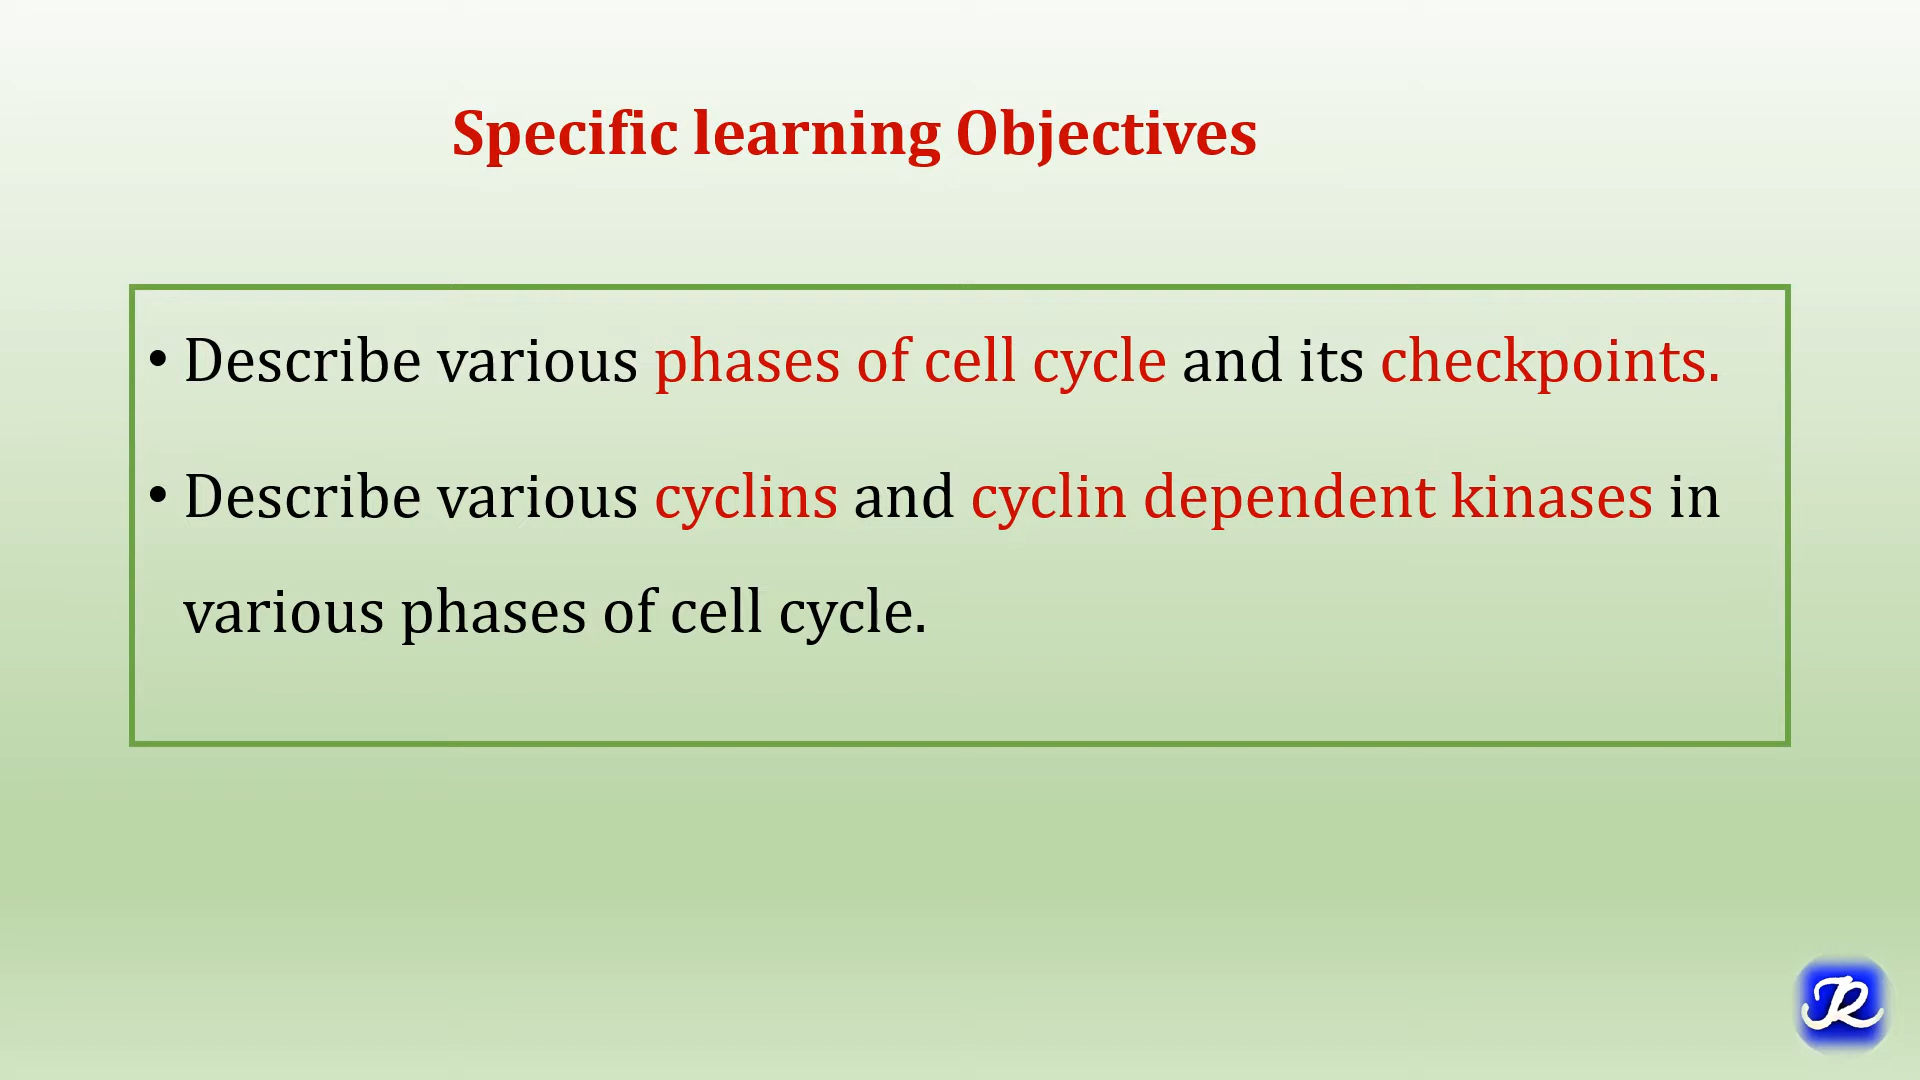 Specific learning Objectives
• Describe various phases of cell cycle and its checkpoints.
• Describe various cyclins and cyclin dependent kinases in
various phases of cell cycle.
JR